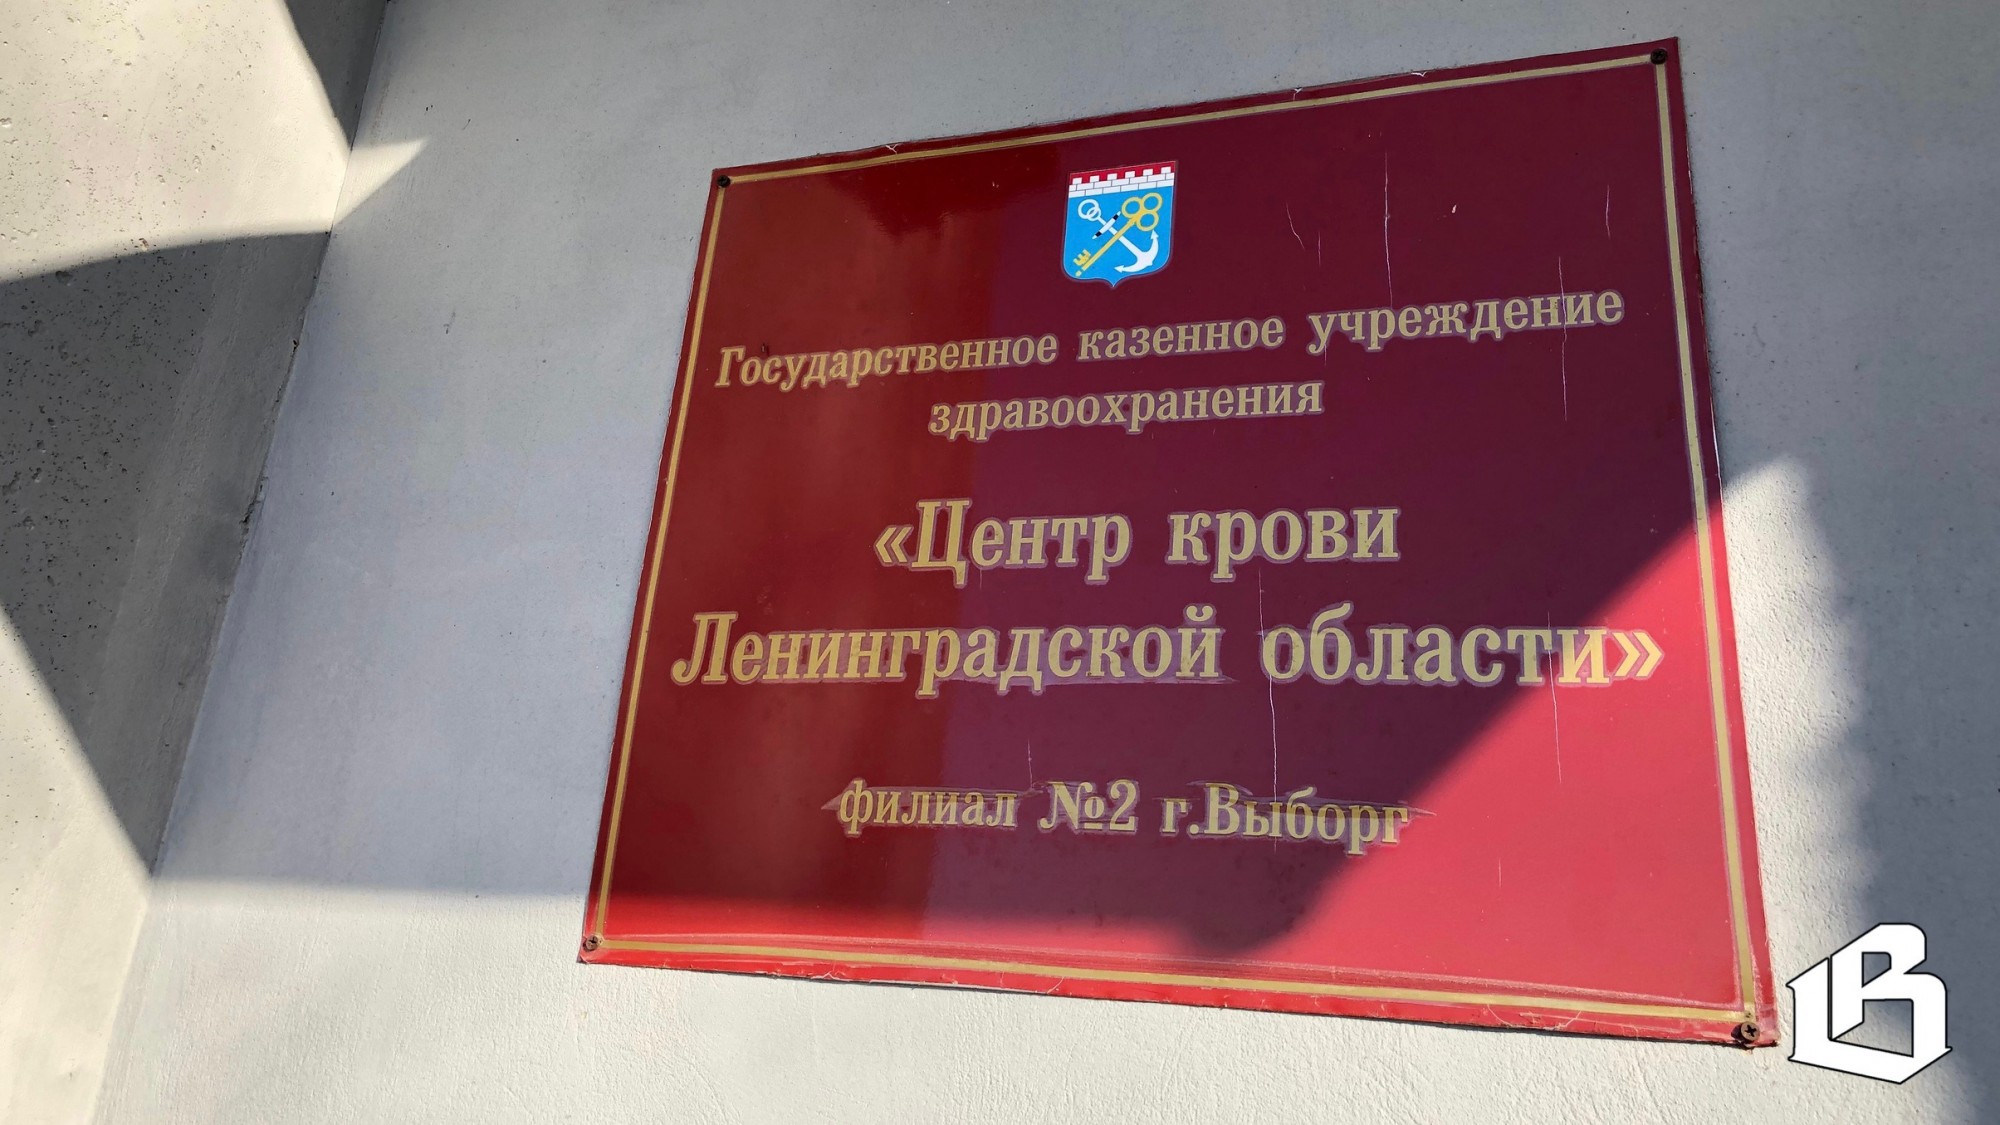 Государственное казенное учреждение
здравоохранения
«Центр крови
Ленинградской области»
филиал №2 г.Выборг
В